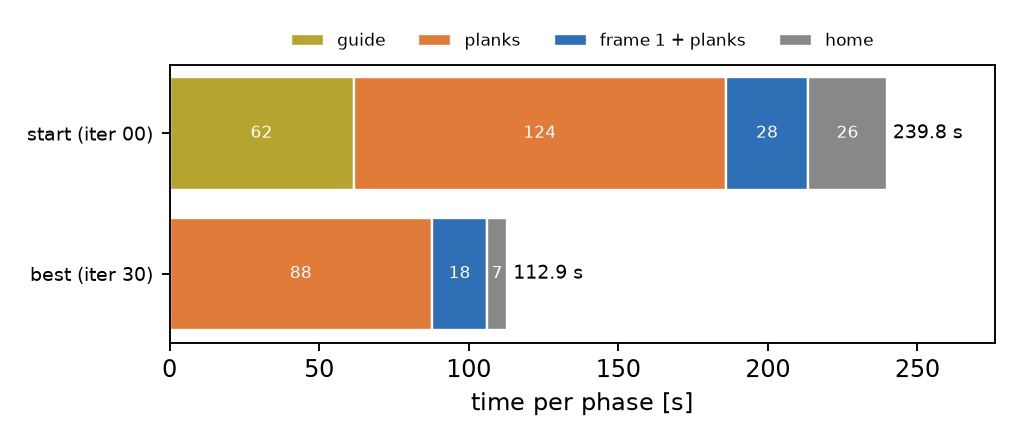 guide planks frame 1 + planks home
start (iter 00) 62 124 28 26 239.8 s
best (iter 30) 88 18 7 112.9 s
0 50 100 150 200 250
time per phase [s]